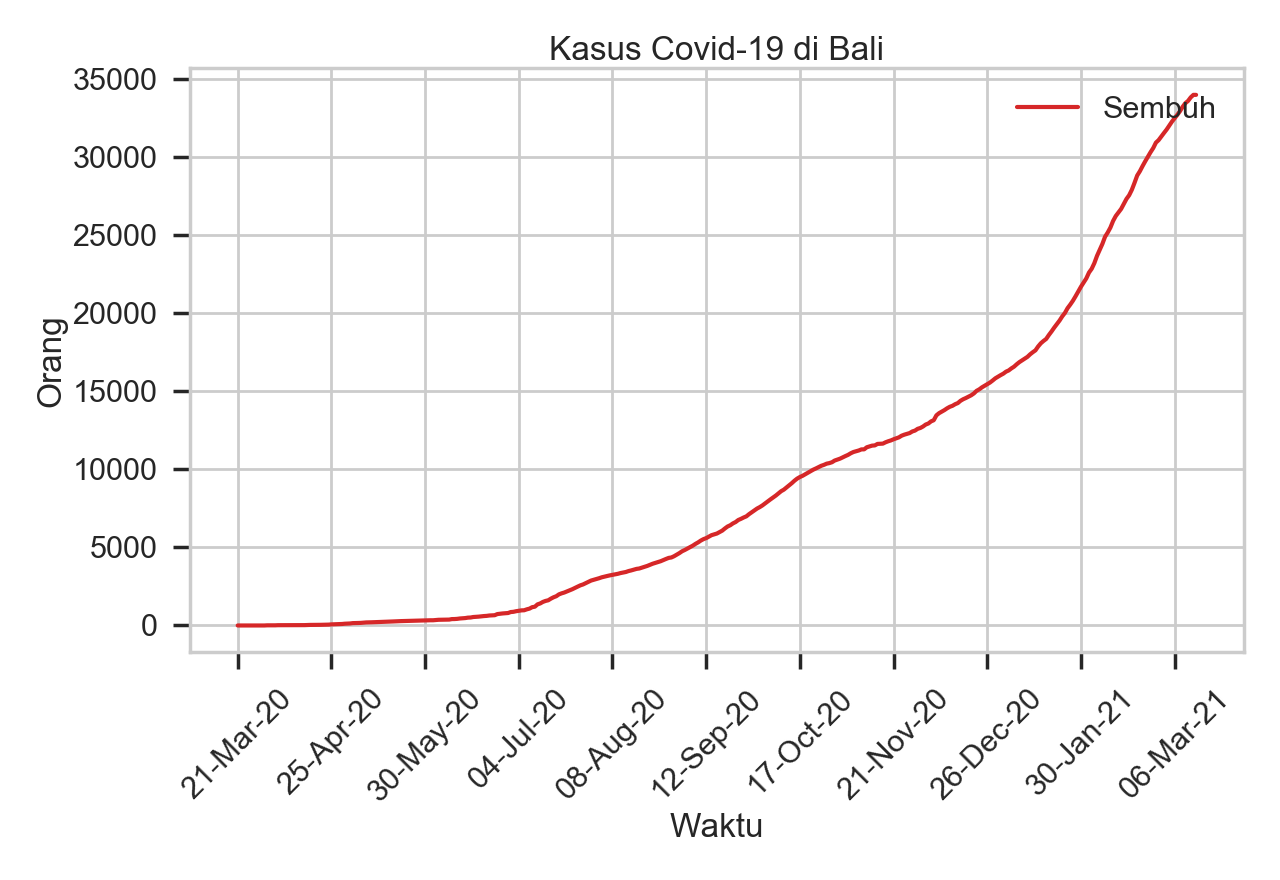 Kasus Covid-19 di Bali
Sembuh
Orang
35000
30000
25000
20000
15000
10000
5000
0
21-Mar-20
25-Apr-20
30-May-20
04-Jul-20
08-Aug-20
12-Sep-20
17-Oct-20
21-Nov-20
26-Dec-20
30-Jan-21
06-Mar-21
Waktu